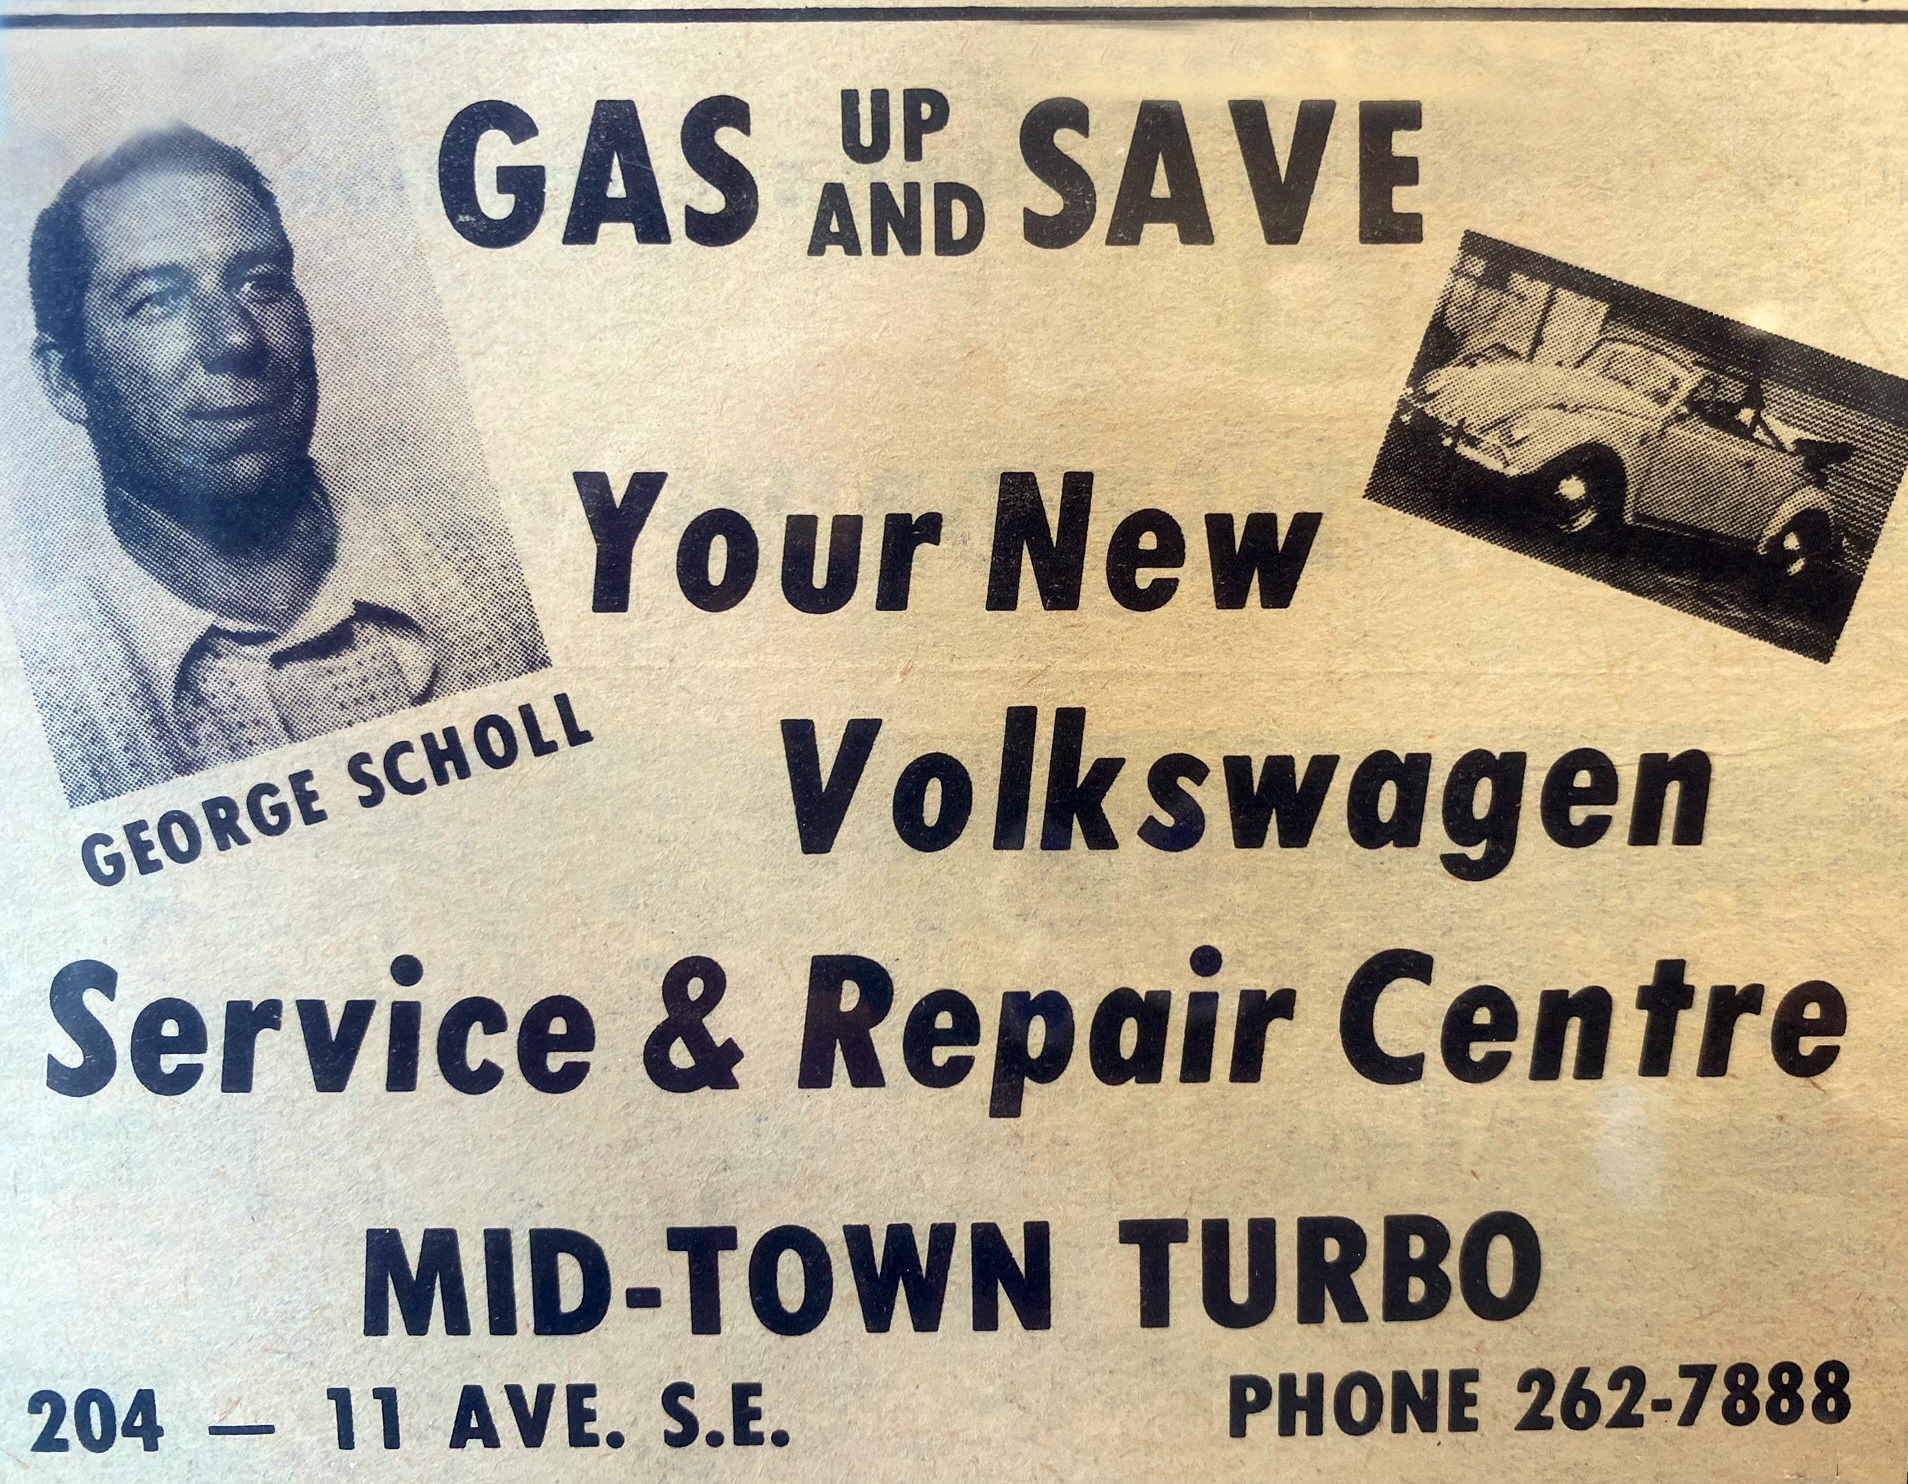 GAS UP AND SAVE
GEORGE SCHOLL
Your New
Volkswagen
Service & Repair Centre
MID-TOWN TURBO
204 — 11 AVE. S.E. PHONE 262-7888